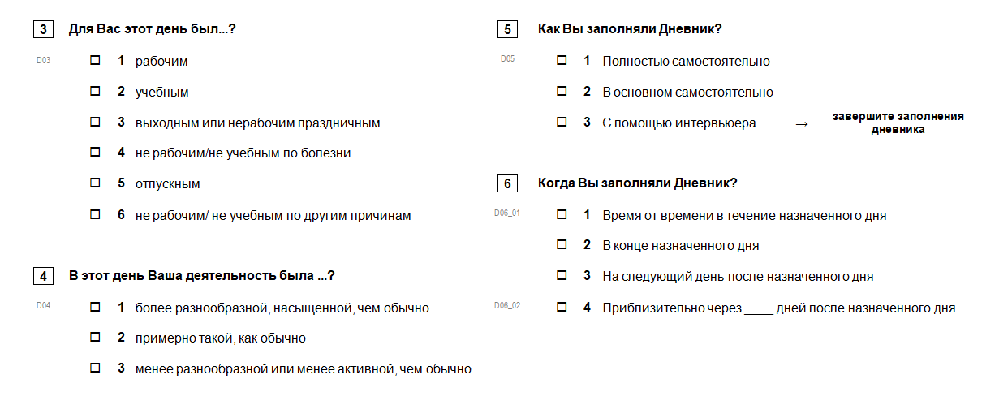 3 Для Вас этот день был...?
D03
☐ 1 рабочим
☐ 2 учебным
☐ 3 выходным или нерабочим праздничным
☐ 4 не рабочим/не учебным по болезни
☐ 5 отпускным
☐ 6 не рабочим/ не учебным по другим причинам
4 В этот день Ваша деятельность была ...?
D04
☐ 1 более разнообразной, насыщенной, чем обычно
☐ 2 примерно такой, как обычно
☐ 3 менее разнообразной или менее активной, чем обычно
5 Как Вы заполняли Дневник?
D05
☐ 1 Полностью самостоятельно
☐ 2 В основном самостоятельно
☐ 3 С помощью интервьюера → завершите заполнения
дневника
6 Когда Вы заполняли Дневник?
D06_01
☐ 1 Время от времени в течение назначенного дня
☐ 2 В конце назначенного дня
☐ 3 На следующий день после назначенного дня
D06_02
☐ 4 Приблизительно через ____ дней после назначенного дня